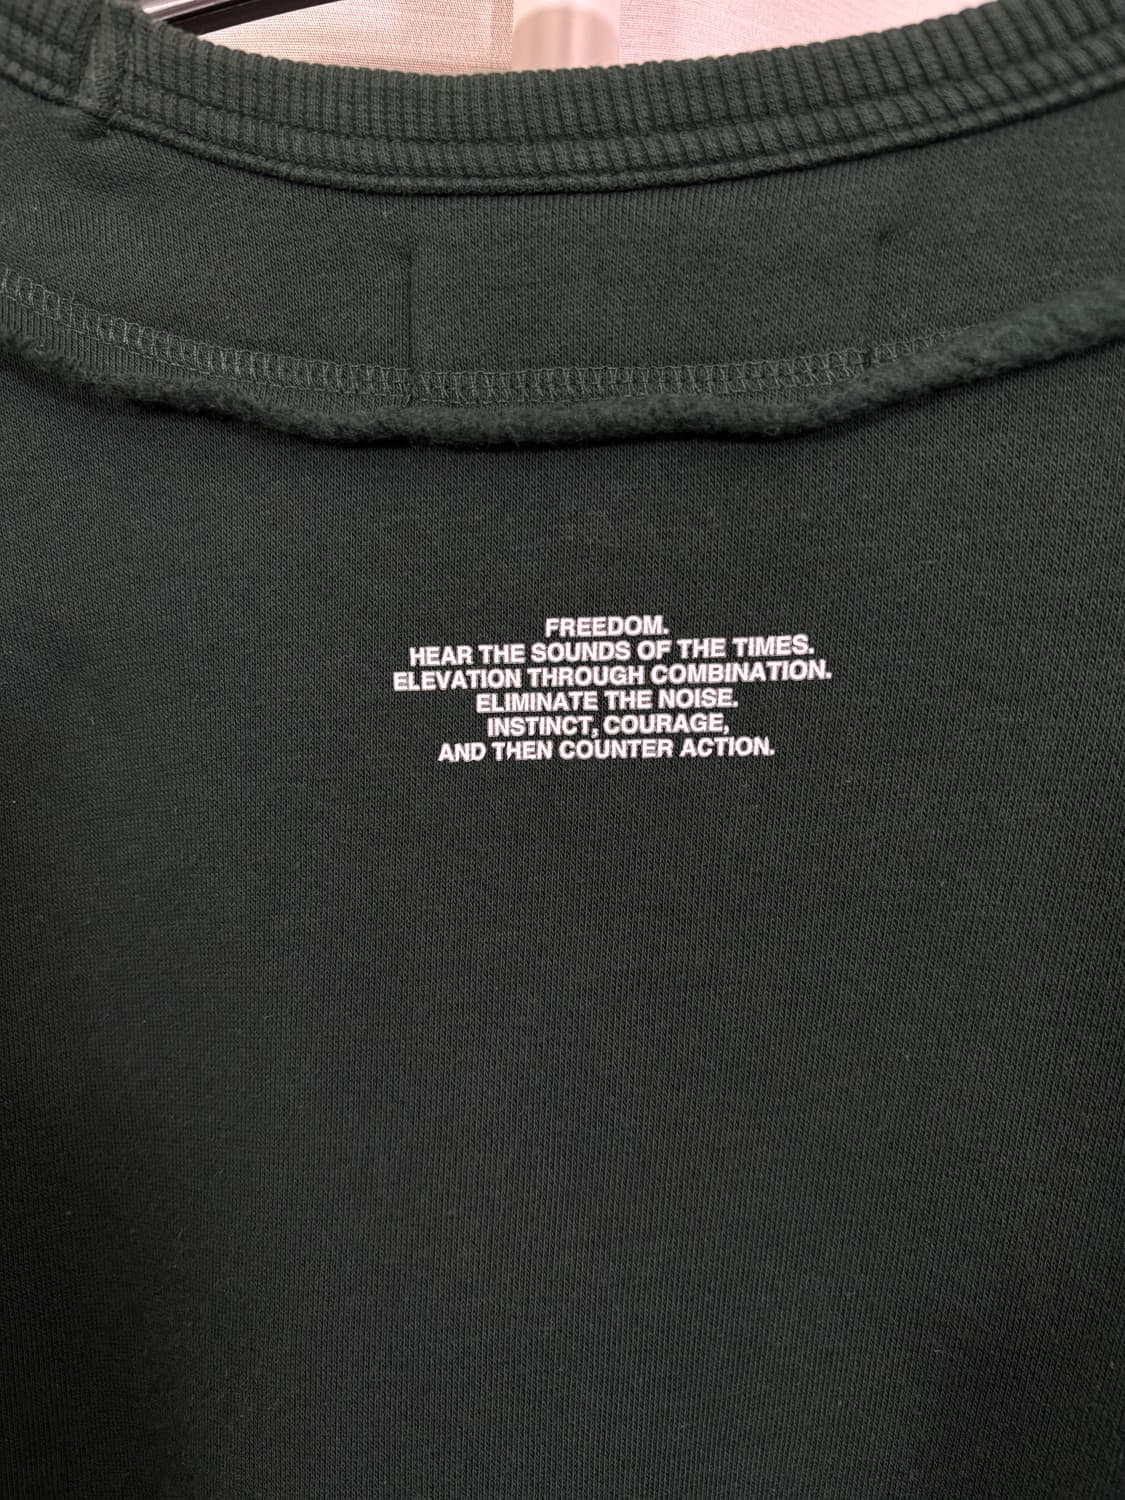 FREEDOM.
HEAR THE SOUNDS OF THE TIMES.
ELEVATION THROUGH COMBINATION.
ELIMINATE THE NOISE.
INSTINCT, COURAGE,
AND THEN COUNTER ACTION.